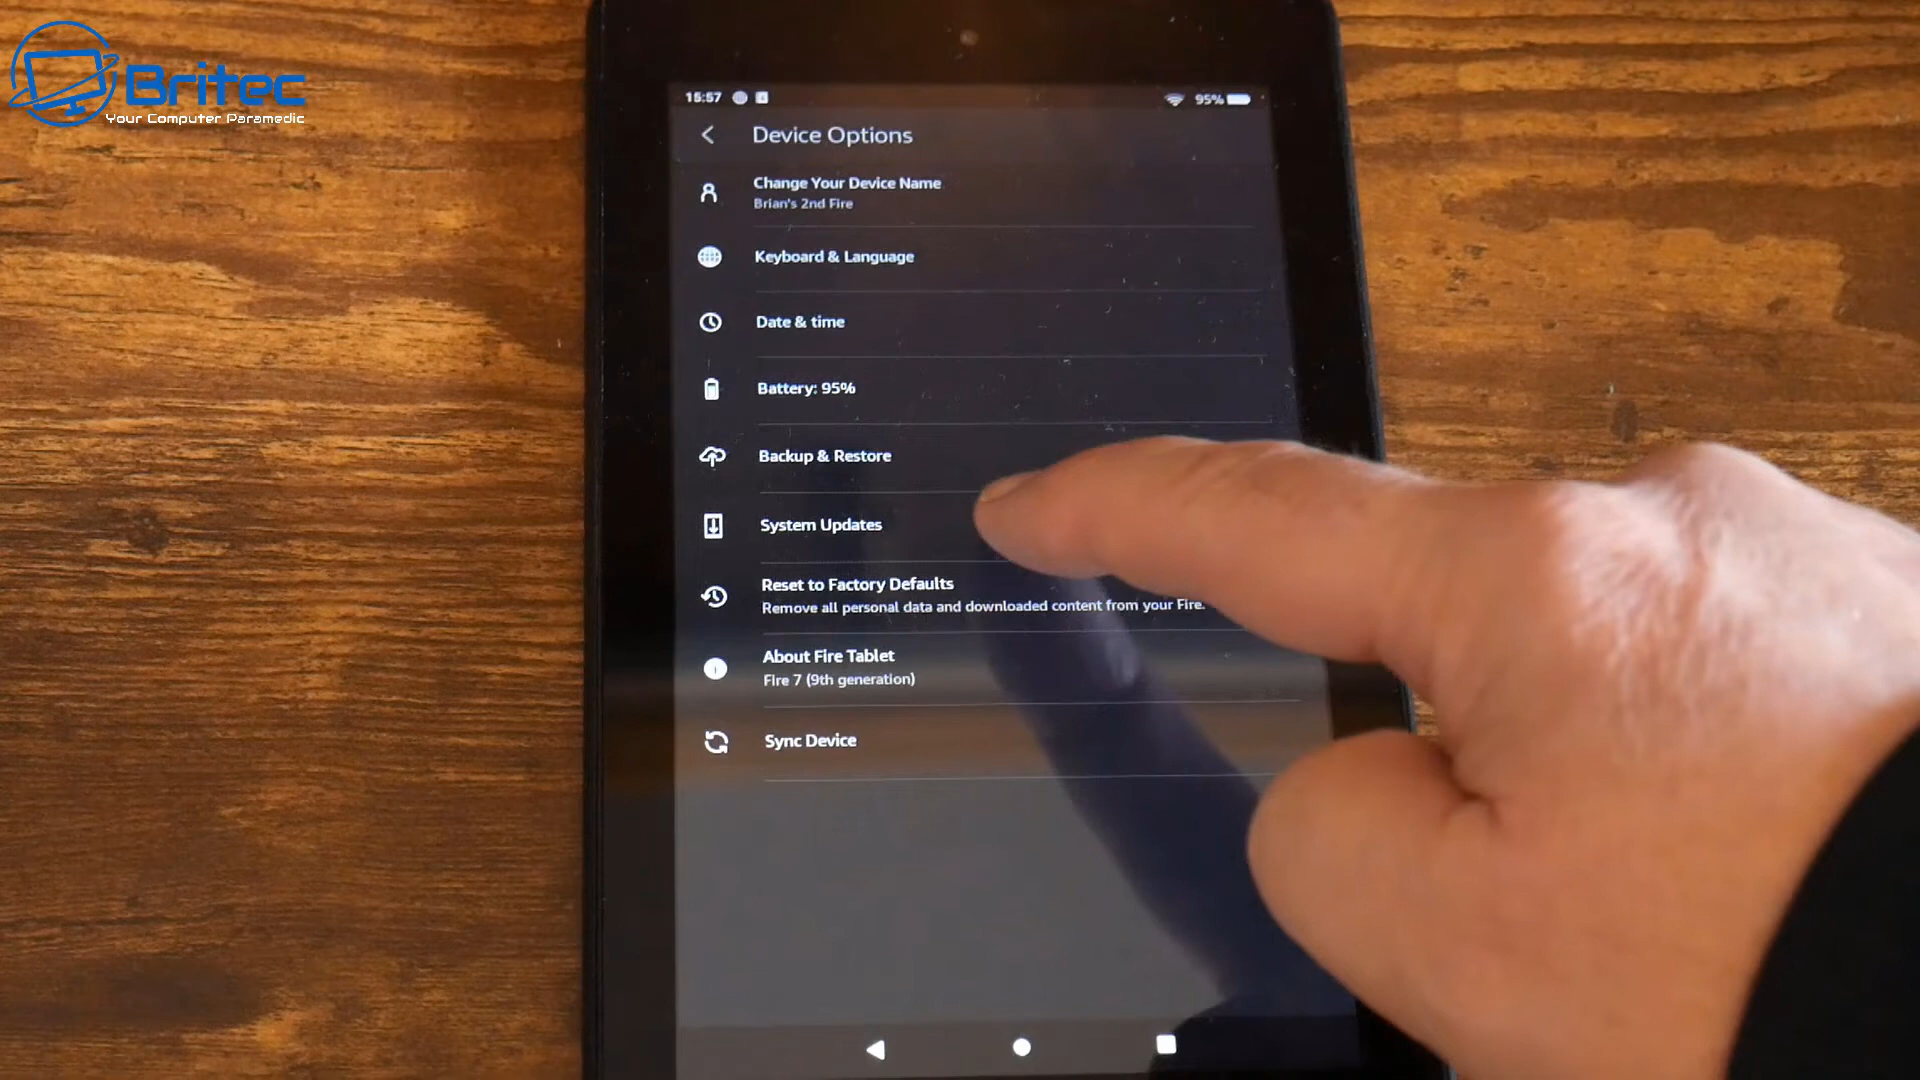 Britec
Your Computer Paramedic
15:57
95%
Device Options
Change Your Device Name
Brian's 2nd Fire
Keyboard & Language
Date & time
Battery: 95%
Backup & Restore
System Updates
Reset to Factory Defaults
Remove all personal data and downloaded content from your Fire.
About Fire Tablet
Fire 7 (9th generation)
Sync Device